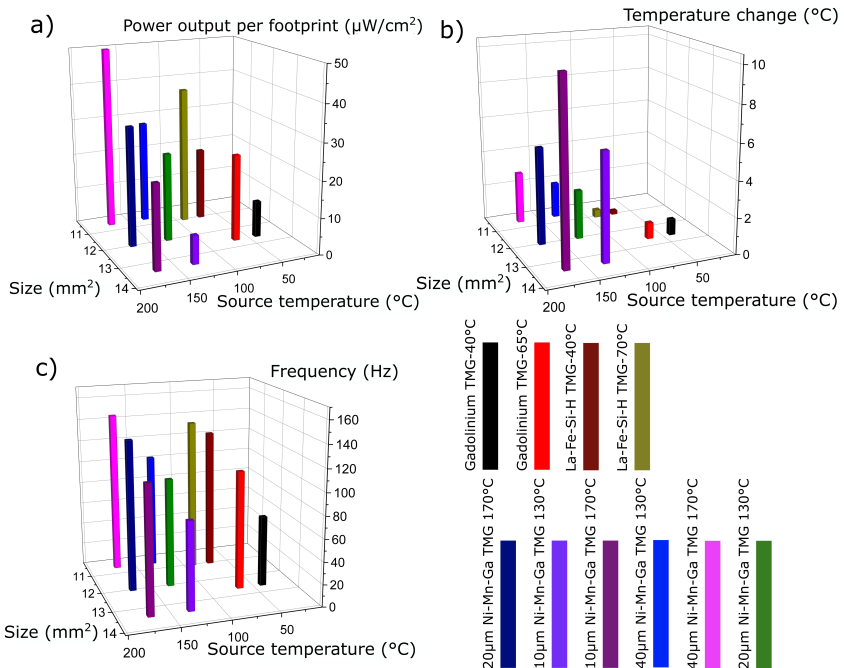 a)
Power output per footprint (µW/cm²)
50
40
30
20
10
0
11
12
13
14
Size (mm²)
200
150
100
50
Source temperature (°C)
b)
Temperature change (°C)
10
8
6
4
2
0
11
12
13
14
Size (mm²)
200
150
100
50
Source temperature (°C)
c)
Frequency (Hz)
160
140
120
100
80
60
40
20
0
11
12
13
14
Size (mm²)
200
150
100
50
Source temperature (°C)
Gadolinium TMG-40°C
Gadolinium TMG-65°C
La-Fe-Si-H TMG-40°C
La-Fe-Si-H TMG-70°C
20µm Ni-Mn-Ga TMG 170°C
10µm Ni-Mn-Ga TMG 130°C
10µm Ni-Mn-Ga TMG 170°C
40µm Ni-Mn-Ga TMG 130°C
40µm Ni-Mn-Ga TMG 170°C
20µm Ni-Mn-Ga TMG 130°C